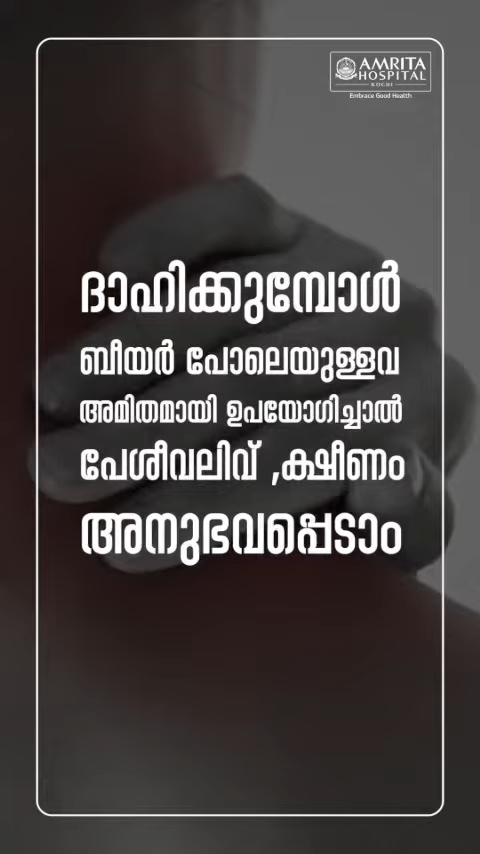 AMRITA
HOSPITAL
KOCHI
Embrace Good Health
ദാഹിക്കുമ്പോൾ
ബീയർ പോലെയുള്ളവ
അമിതമായി ഉപയോഗിച്ചാൽ
പേശീവലിവ് ,ക്ഷീണം
അനുഭവപ്പെടാം